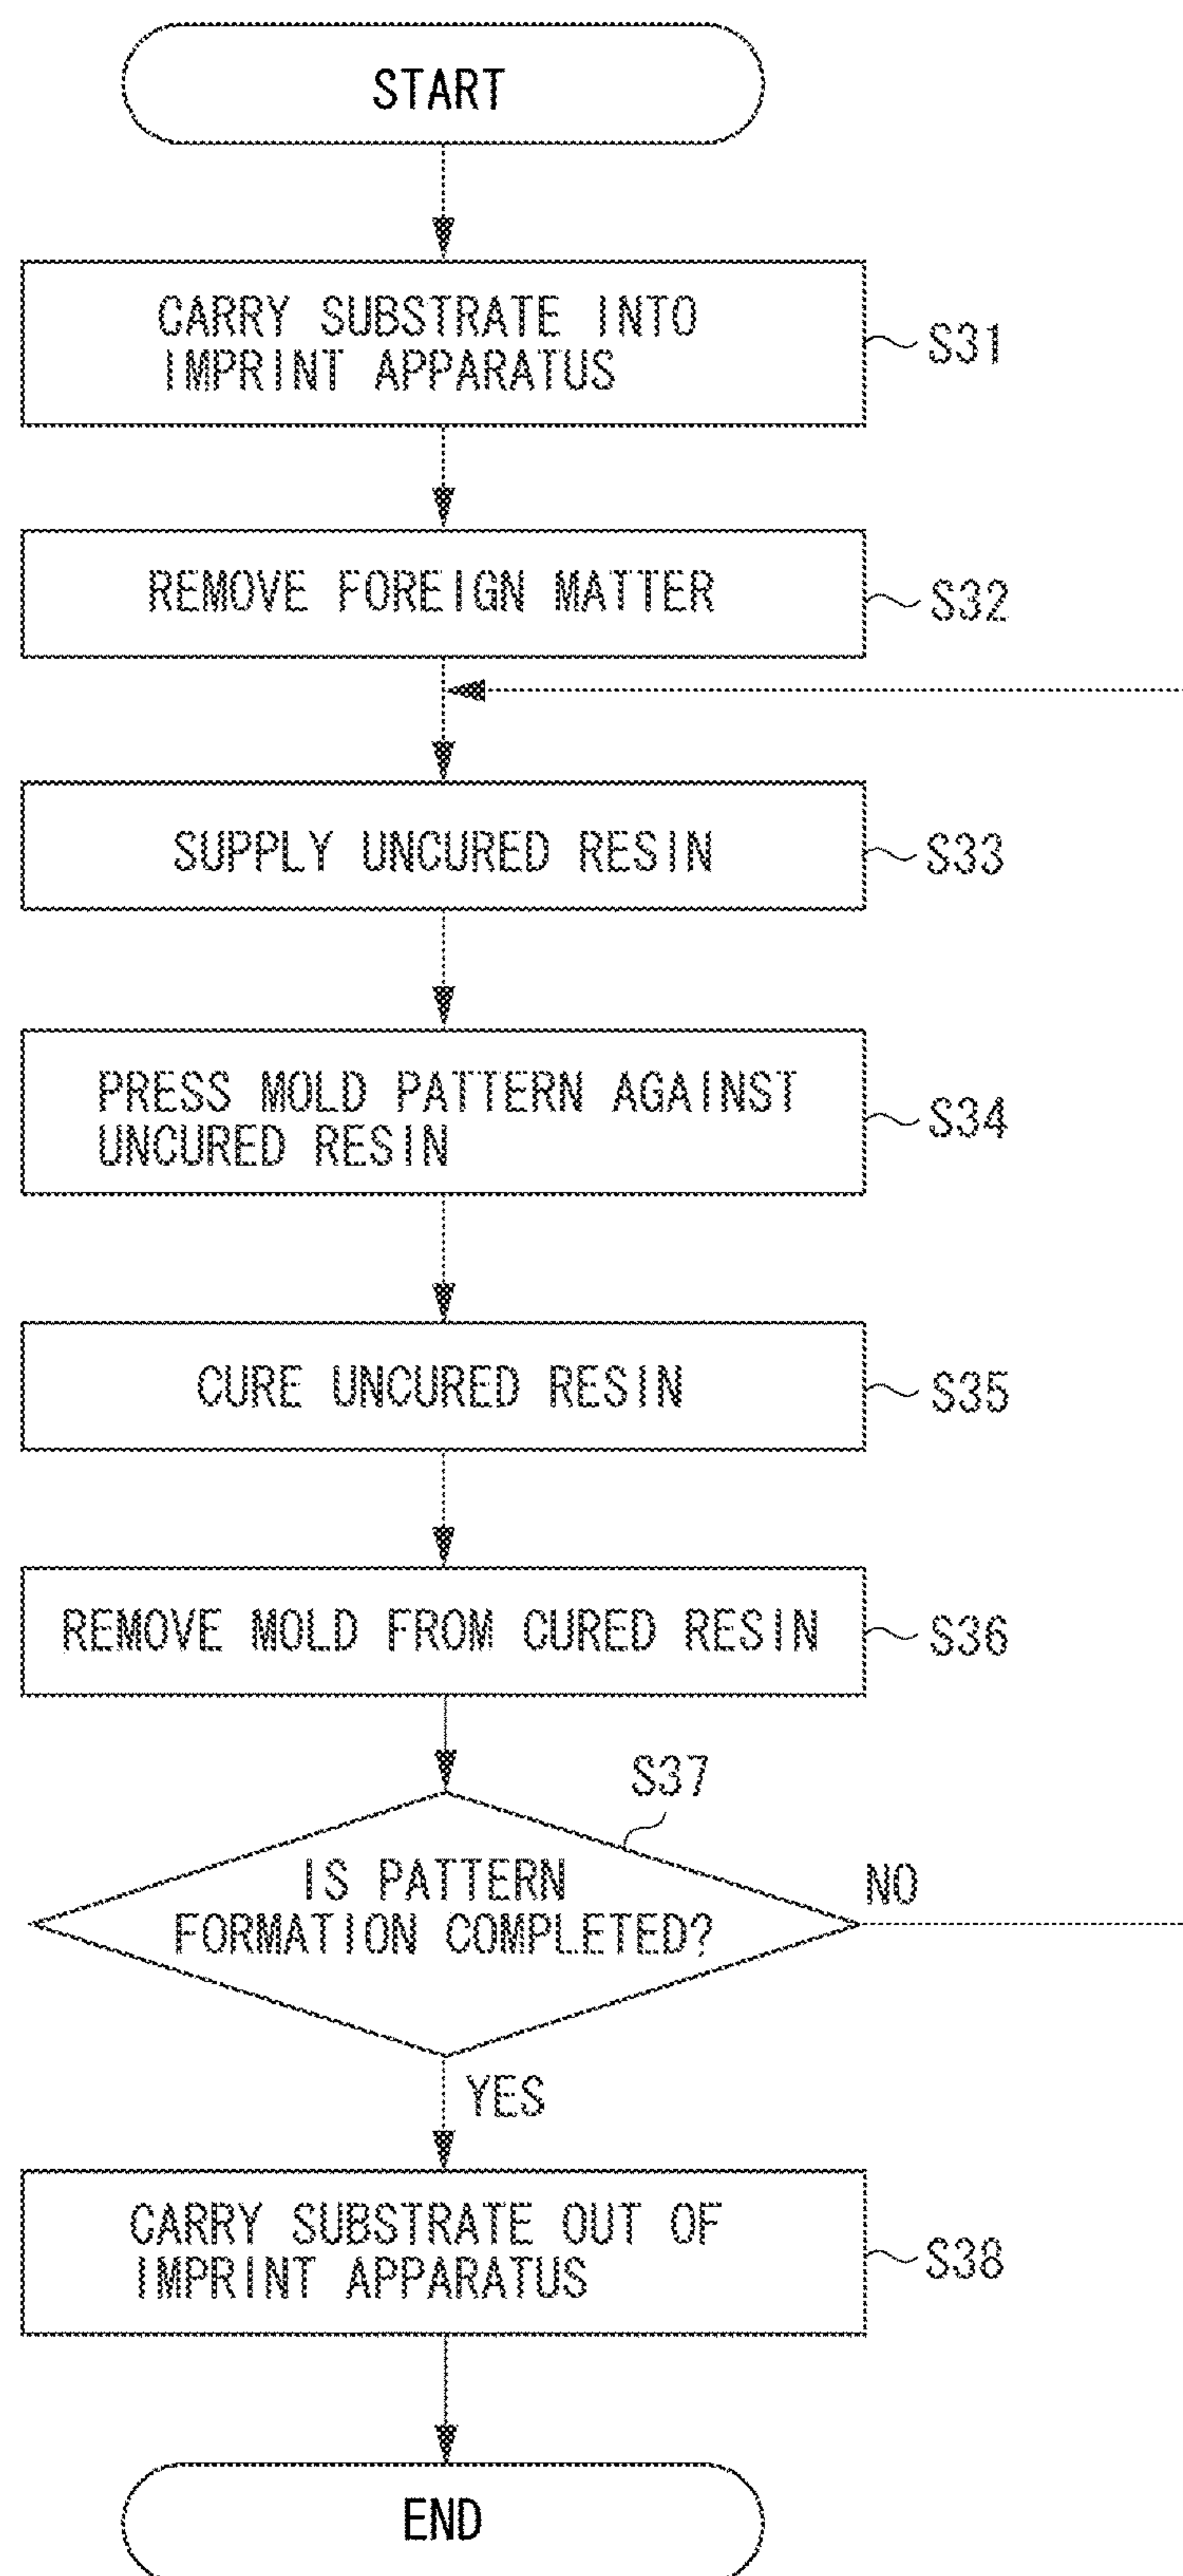 START
CARRY SUBSTRATE INTO
IMPRINT APPARATUS
S31
REMOVE FOREIGN MATTER
S32
SUPPLY UNCURED RESIN
S33
PRESS MOLD PATTERN AGAINST
UNCURED RESIN
S34
CURE UNCURED RESIN
S35
REMOVE MOLD FROM CURED RESIN
S36
S37
IS PATTERN
FORMATION COMPLETED?
NO
YES
CARRY SUBSTRATE OUT OF
IMPRINT APPARATUS
S38
END